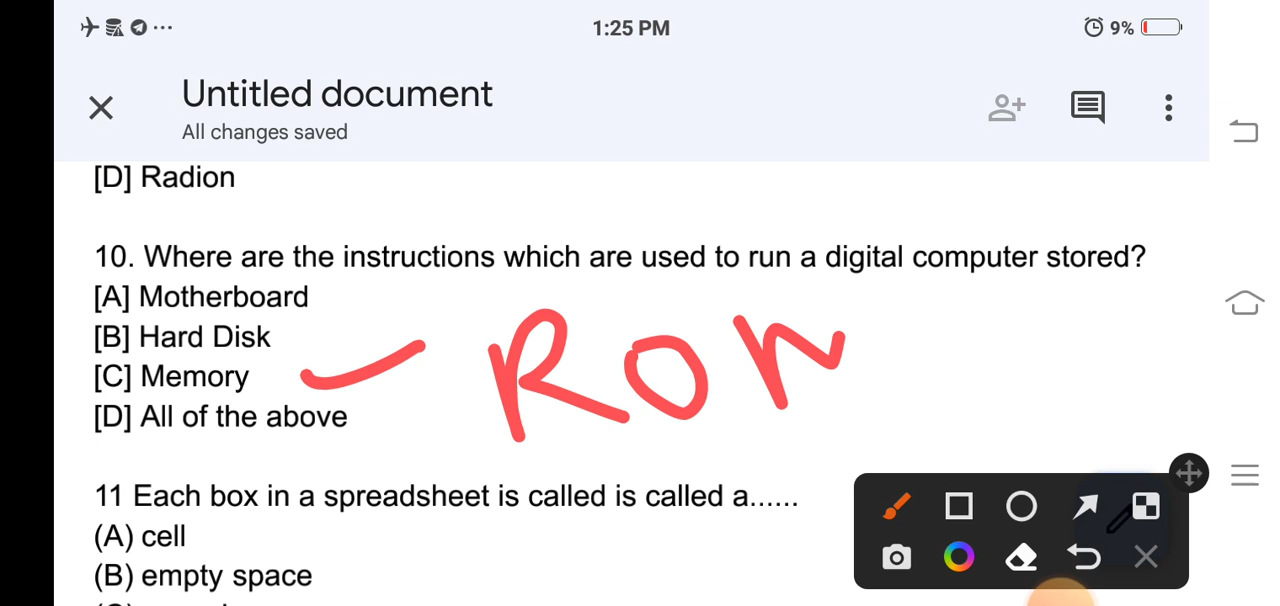 1:25 PM
9%
Untitled document
All changes saved
[D] Radion
10. Where are the instructions which are used to run a digital computer stored?
[A] Motherboard
[B] Hard Disk
[C] Memory
[D] All of the above
11 Each box in a spreadsheet is called is called a......
(A) cell
(B) empty space